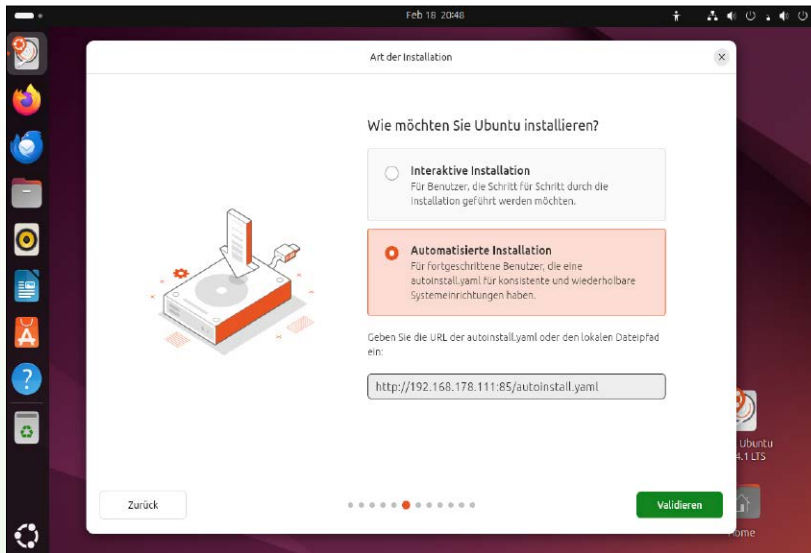 Feb 18 20:48
Art der Installation
Wie möchten Sie Ubuntu installieren?
Interaktive Installation
Für Benutzer, die Schritt für Schritt durch die
Installation geführt werden möchten.
Automatisierte Installation
Für fortgeschrittene Benutzer, die eine
autoinstall.yaml für konsistente und wiederholbare
Systemeinrichtungen haben.
Geben Sie die URL der autoinstall.yaml oder den lokalen Dateipfad
ein:
http://192.168.178.111:85/autoinstall.yaml
Ubuntu
4.1 LTS
Zurück
Validieren
ome